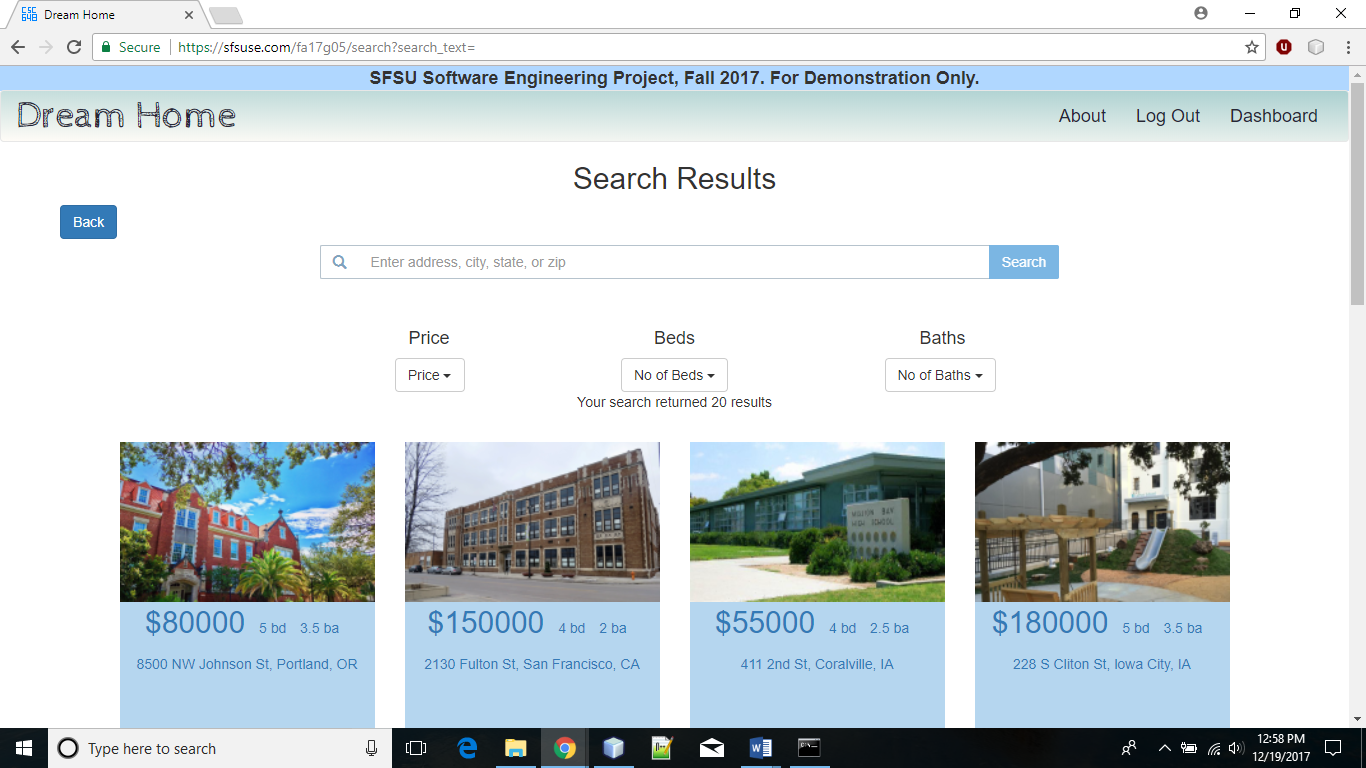 Dream Home
Secure https://sfsuse.com/fa17g05/search?search_text=
SFSU Software Engineering Project, Fall 2017. For Demonstration Only.
Dream Home About Log Out Dashboard
Search Results
Back
Enter address, city, state, or zip Search
Price Beds Baths
Price No of Beds No of Baths
Your search returned 20 results
MISSION BAY
HIGH SCHOOL
$80000 5 bd 3.5 ba
8500 NW Johnson St, Portland, OR
$150000 4 bd 2 ba
2130 Fulton St, San Francisco, CA
$55000 4 bd 2.5 ba
411 2nd St, Coralville, IA
$180000 5 bd 3.5 ba
228 S Cliton St, Iowa City, IA
Type here to search
12:58 PM
12/19/2017